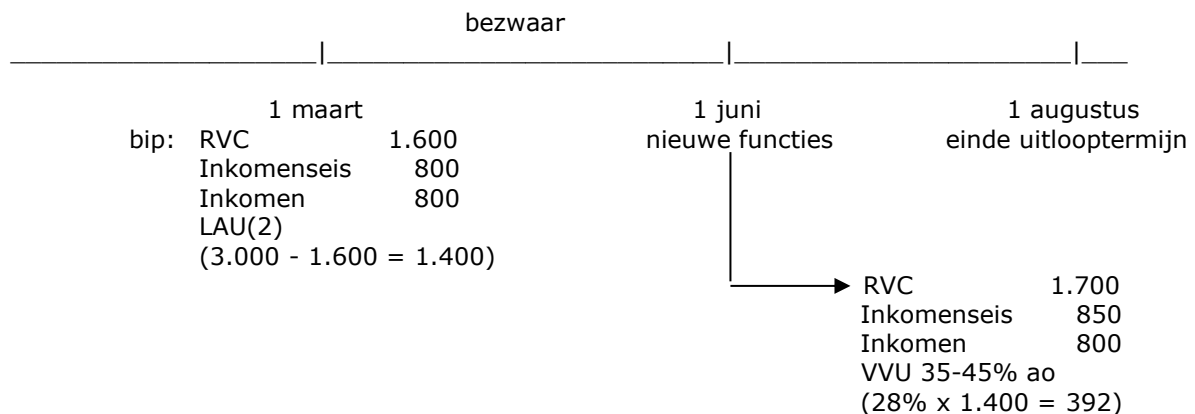 bezwaar
1 maart 1 juni 1 augustus
bip: RVC 1.600 nieuwe functies einde uitlooptermijn
Inkomenseis 800
Inkomen 800
LAU(2)
(3.000 - 1.600 = 1.400)
RVC 1.700
Inkomenseis 850
Inkomen 800
VVU 35-45% ao
(28% x 1.400 = 392)